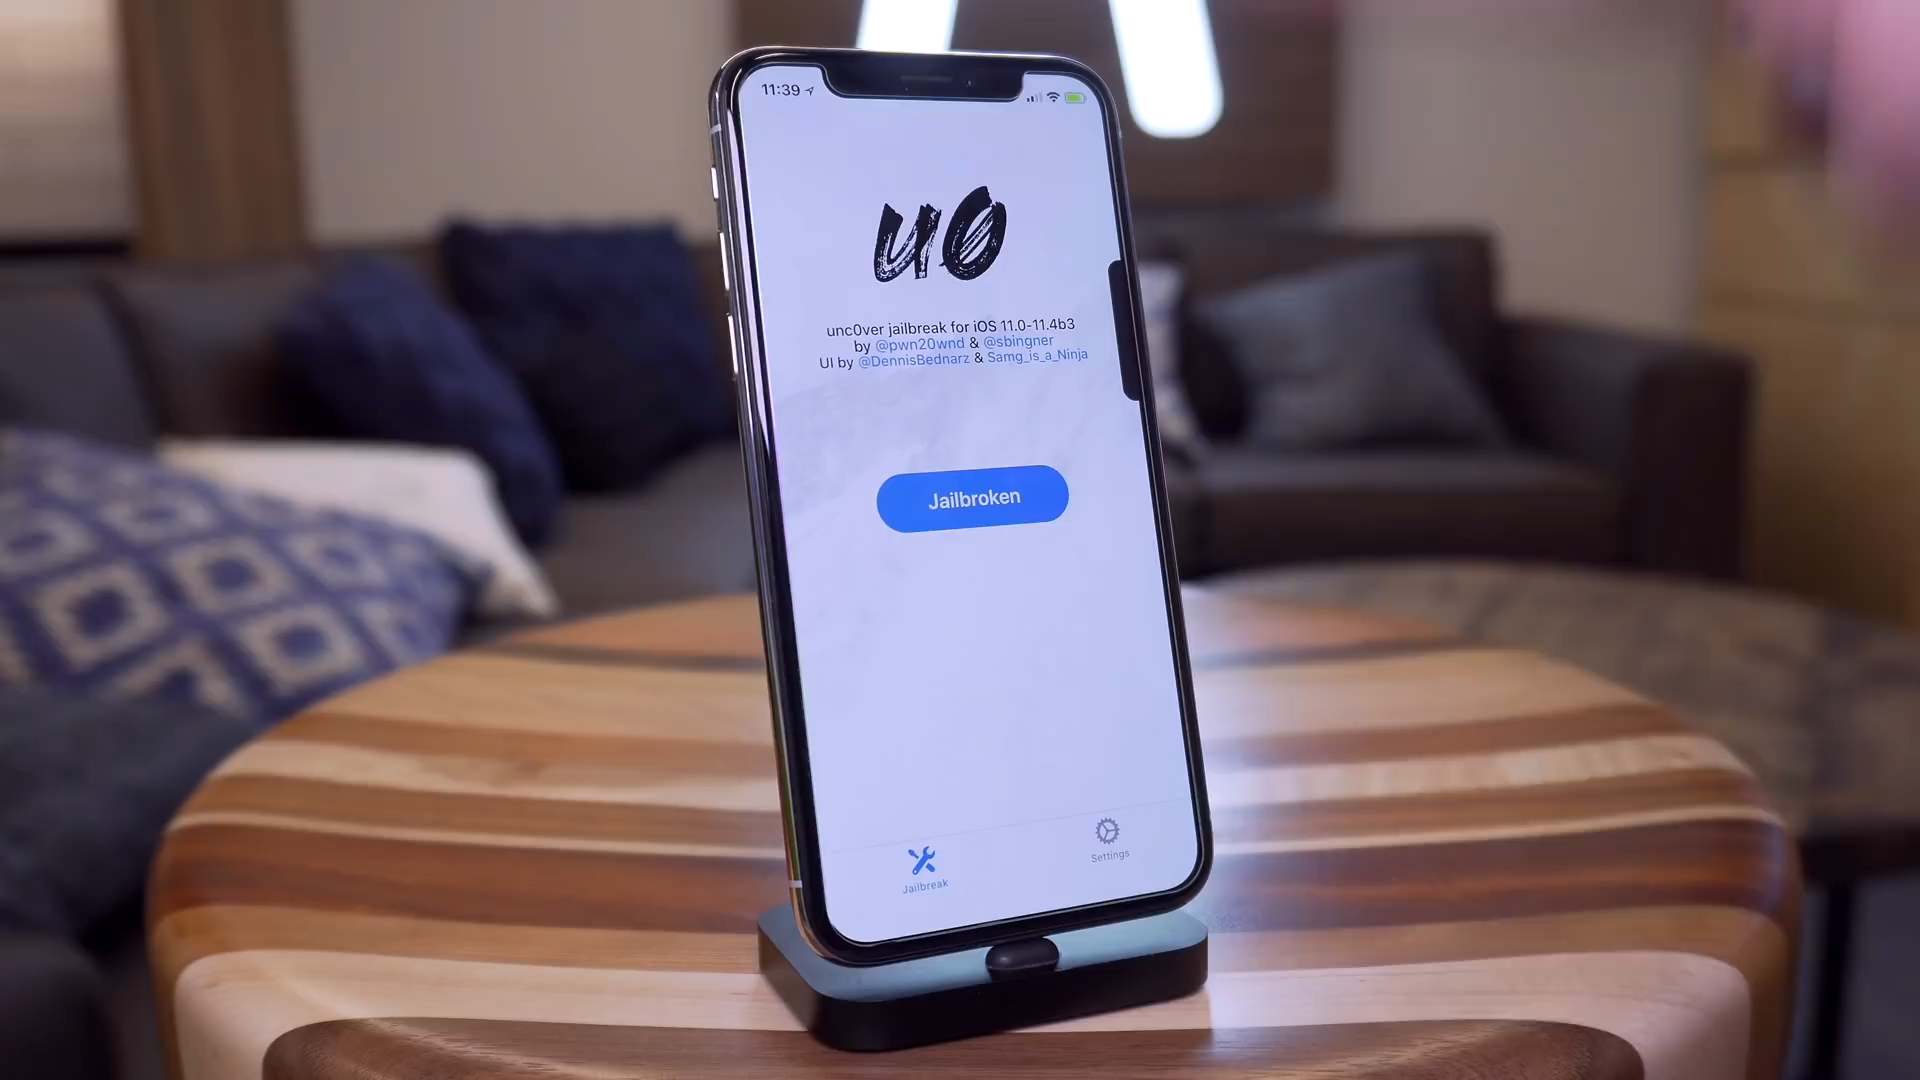 11:39
u0
unc0ver jailbreak for iOS 11.0-11.4b3
by @pwn20wnd & @sbingner
UI by @DennisBednarz & Samg_is_a_Ninja
Jailbroken
Jailbreak
Settings